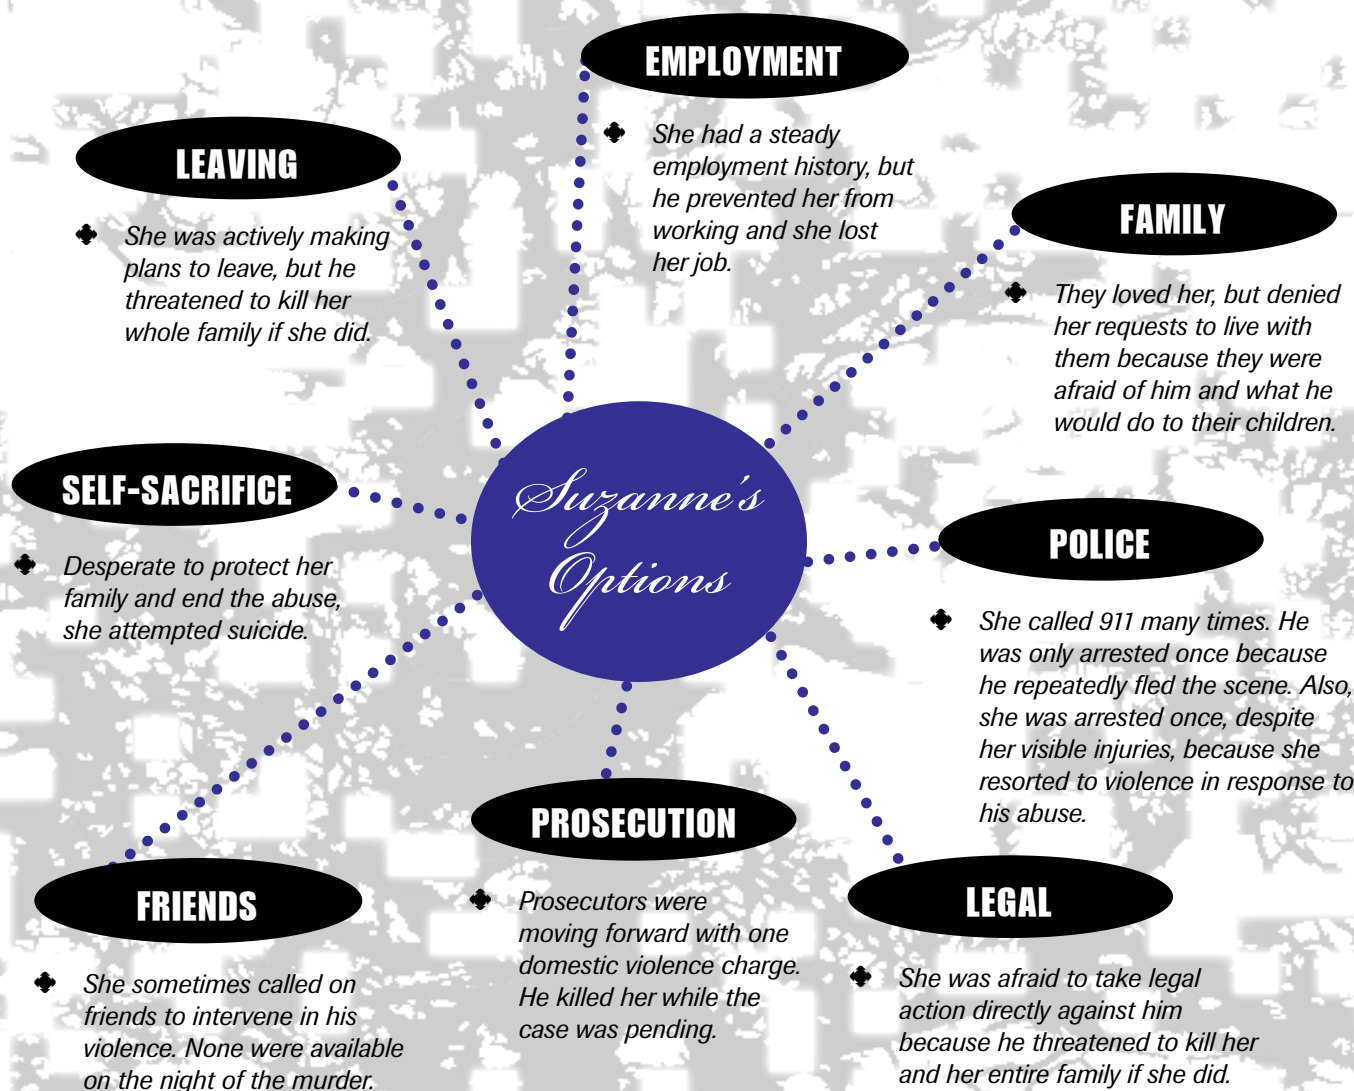 EMPLOYMENT
She had a steady
employment history, but
he prevented her from
working and she lost
her job.
LEAVING
She was actively making
plans to leave, but he
threatened to kill her
whole family if she did.
FAMILY
They loved her, but denied
her requests to live with
them because they were
afraid of him and what he
would do to their children.
Suzanne's
Options
SELF-SACRIFICE
Desperate to protect her
family and end the abuse,
she attempted suicide.
POLICE
She called 911 many times. He
was only arrested once because
he repeatedly fled the scene. Also,
she was arrested once, despite
her visible injuries, because she
resorted to violence in response to
his abuse.
FRIENDS
She sometimes called on
friends to intervene in his
violence. None were available
on the night of the murder.
PROSECUTION
Prosecutors were
moving forward with one
domestic violence charge.
He killed her while the
case was pending.
LEGAL
She was afraid to take legal
action directly against him
because he threatened to kill her
and her entire family if she did.